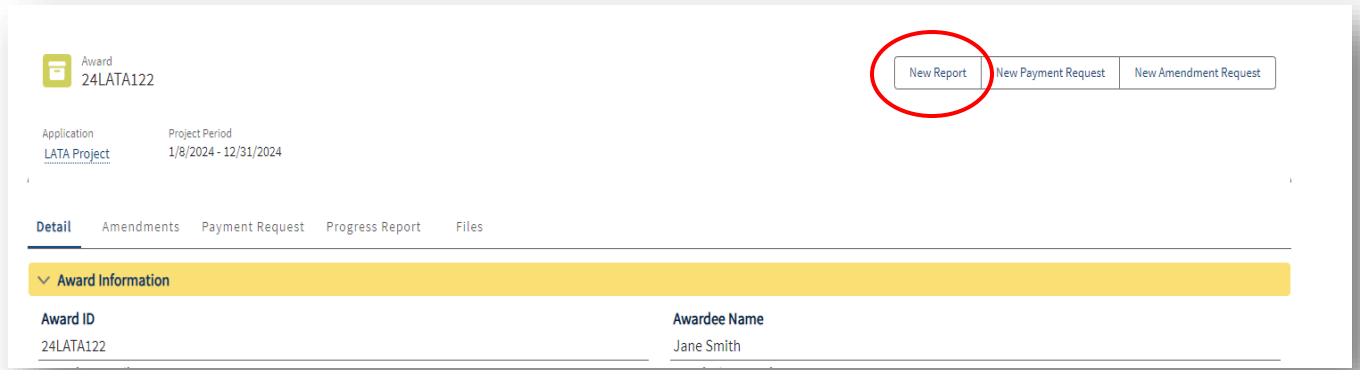 Award
24LATA122
New Report New Payment Request New Amendment Request
Application Project Period
LATA Project 1/8/2024 - 12/31/2024
Detail Amendments Payment Request Progress Report Files
Award Information
Award ID Awardee Name
24LATA122 Jane Smith